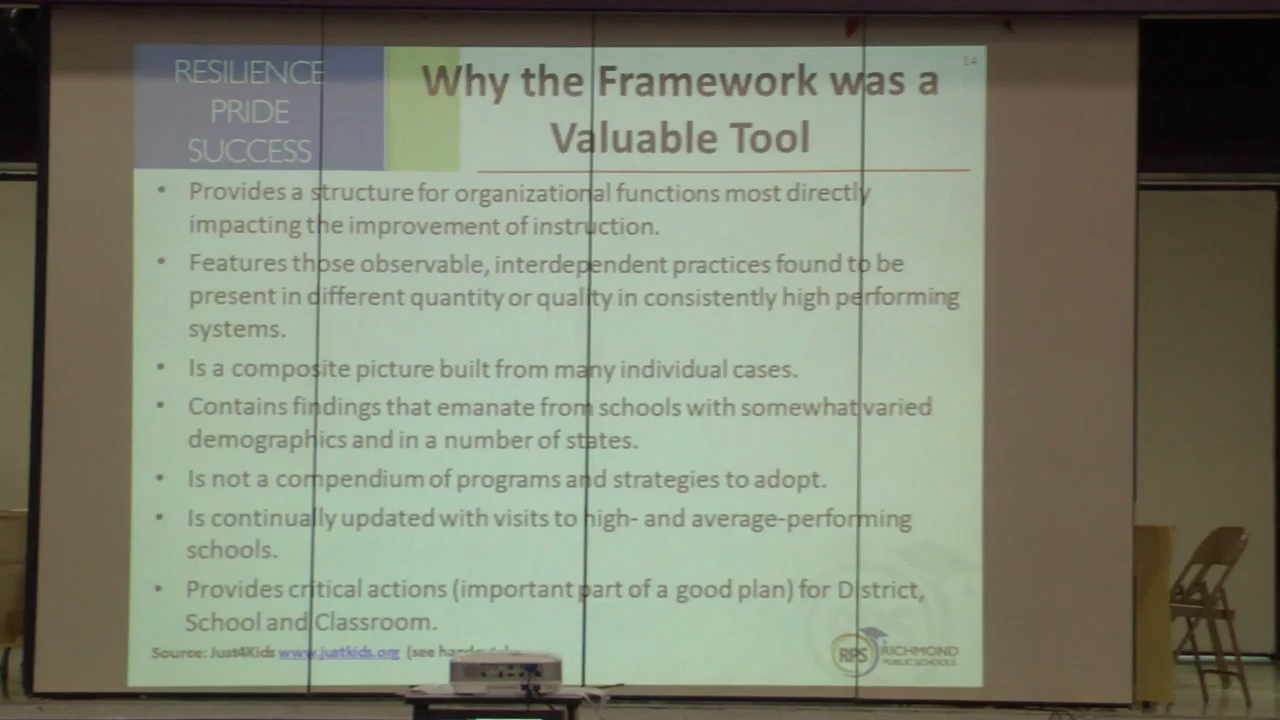 RESILIENCE
PRIDE
SUCCESS
14
Why the Framework was a
Valuable Tool
• Provides a structure for organizational functions most directly
impacting the improvement of instruction.
• Features those observable, interdependent practices found to be
present in different quantity or quality in consistently high performing
systems.
• Is a composite picture built from many individual cases.
• Contains findings that emanate from schools with somewhat varied
demographics and in a number of states.
• Is not a compendium of programs and strategies to adopt.
• Is continually updated with visits to high- and average-performing
schools.
• Provides critical actions (important part of a good plan) for District,
School and Classroom.
Source: Just4Kids www.justkids.org (see
RPS RICHMOND
PUBLIC SCHOOLS